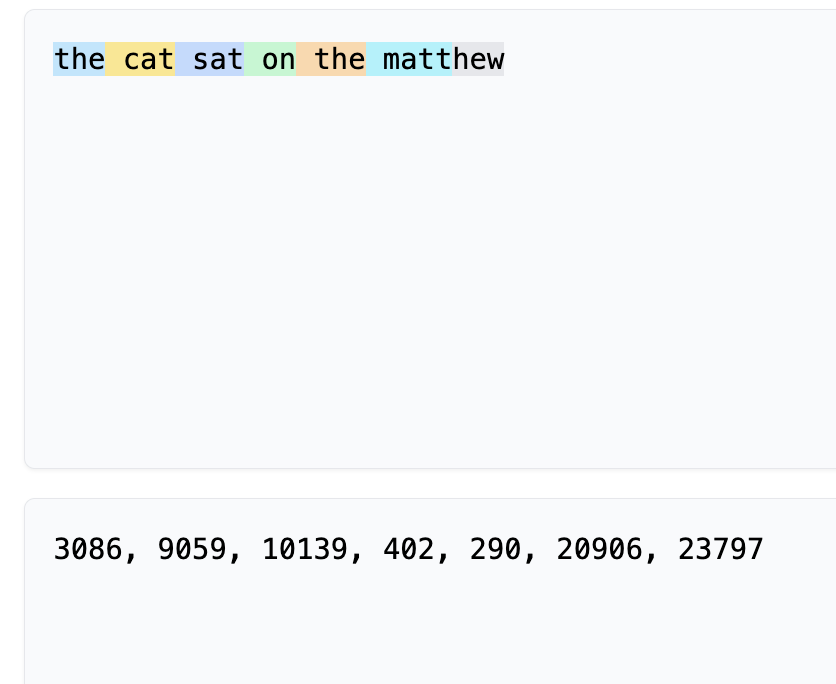 the cat sat on the matthew
3086, 9059, 10139, 402, 290, 20906, 23797